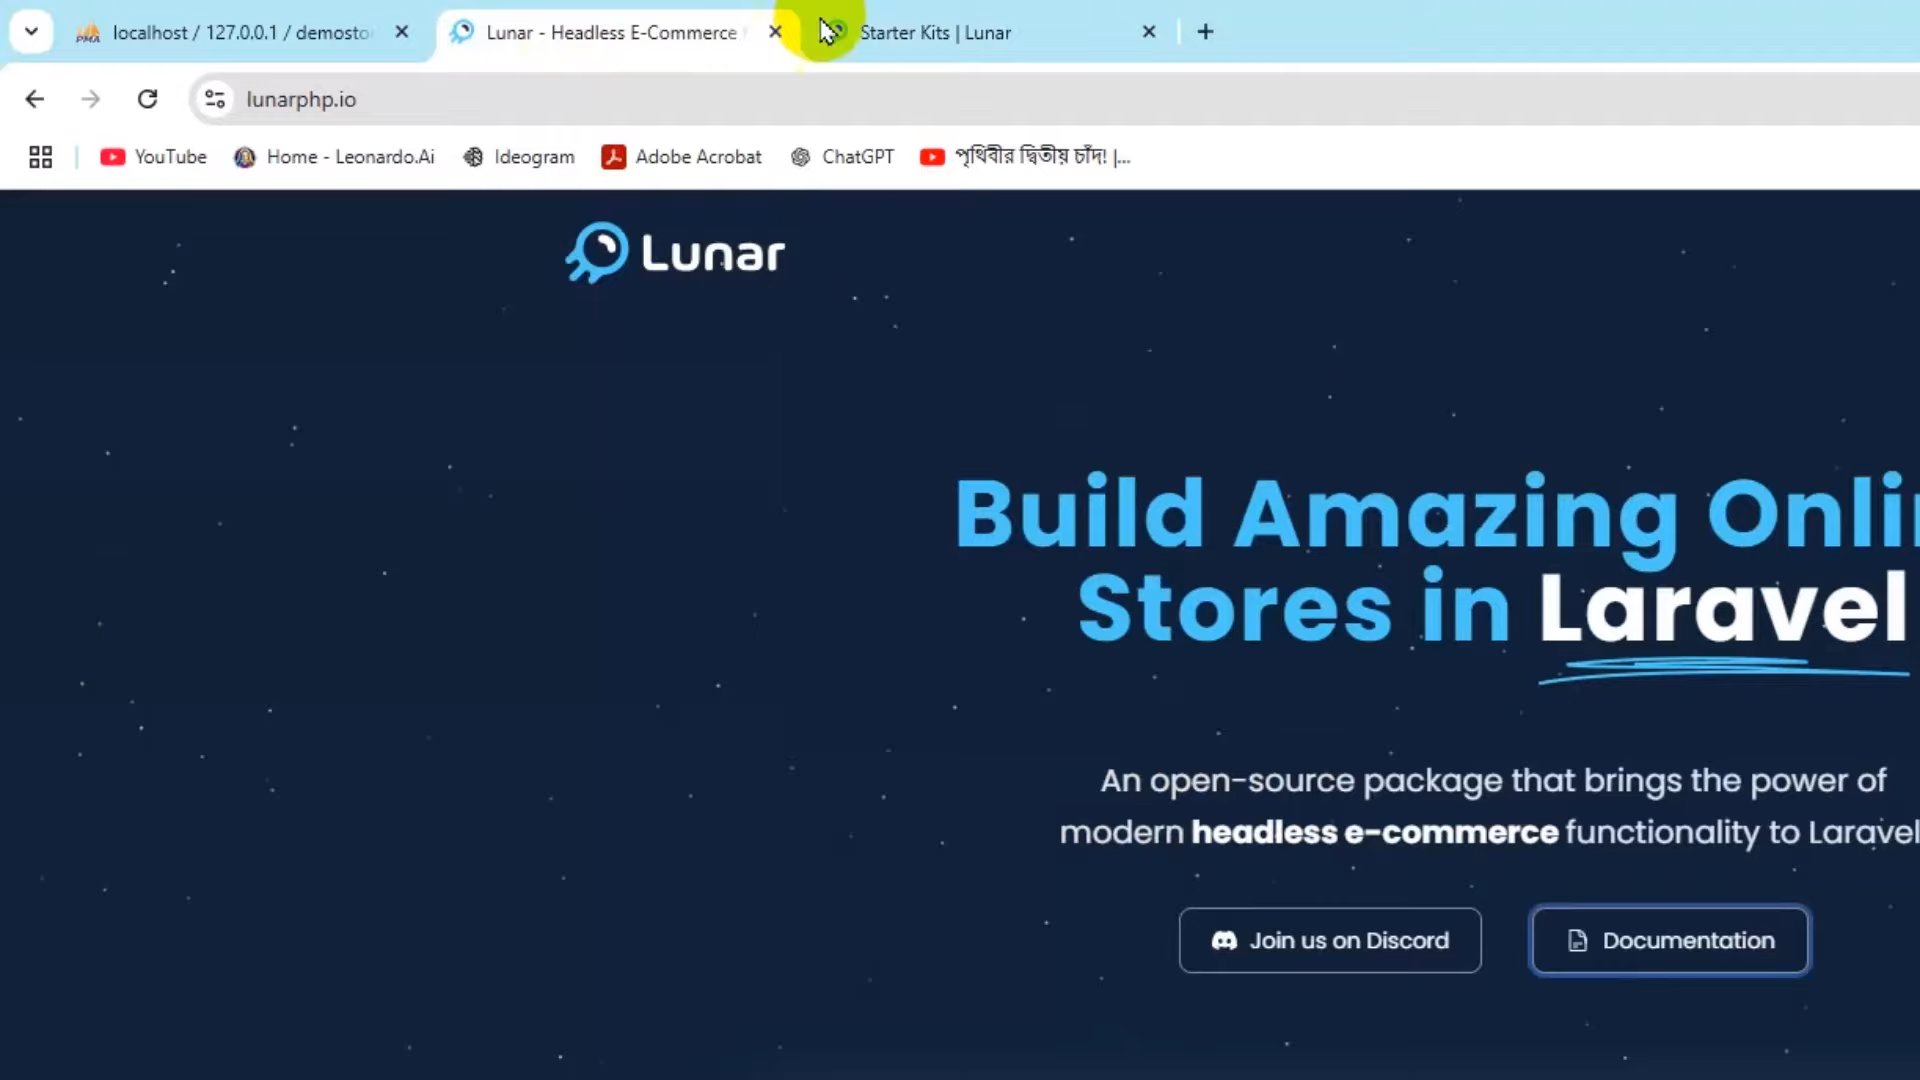 localhost / 127.0.0.1 / demosto
Lunar - Headless E-Commerce
Starter Kits | Lunar
lunarphp.io
YouTube
Home - Leonardo.Ai
Ideogram
Adobe Acrobat
ChatGPT
পৃথিবীর দ্বিতীয় চাঁদ! |...
Lunar
Build Amazing Onli
Stores in Laravel
An open-source package that brings the power of
modern headless e-commerce functionality to Laravel
Join us on Discord
Documentation